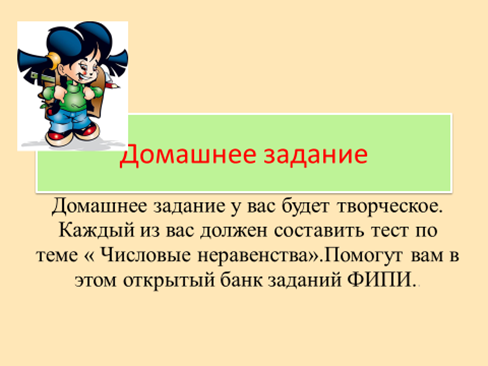 Домашнее задание
Домашнее задание у вас будет творческое.
Каждый из вас должен составить тест по
теме « Числовые неравенства».Помогут вам в
этом открытый банк заданий ФИПИ.